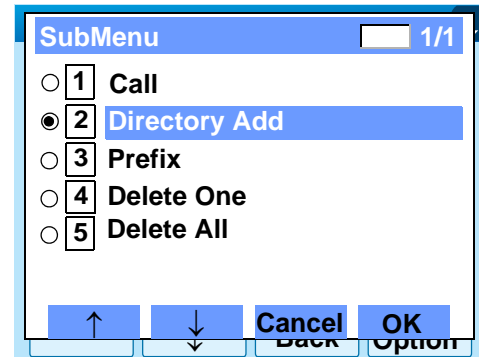 SubMenu 1/1
1 Call
2 Directory Add
3 Prefix
4 Delete One
5 Delete All
↑ ↓ Cancel OK
↓ Back Option